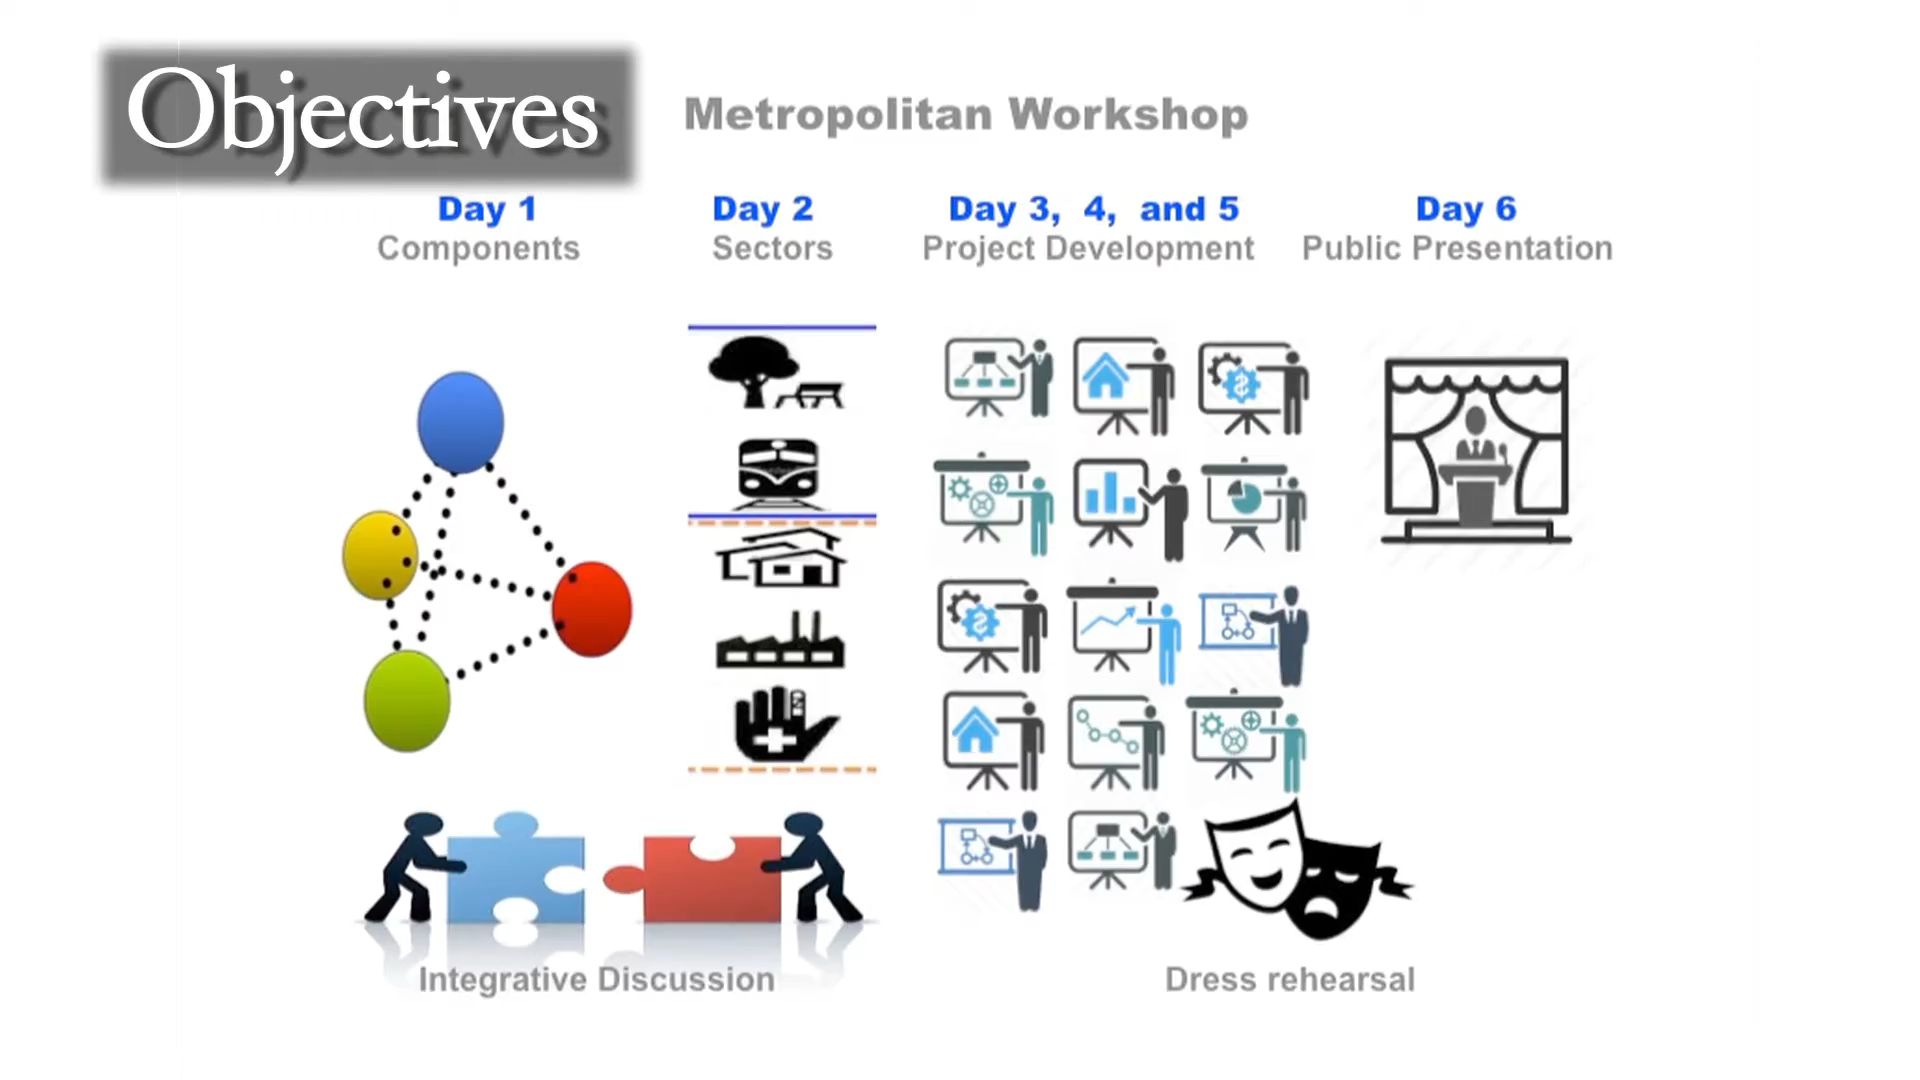 Objectives
Metropolitan Workshop
Day 1
Components
Day 2
Sectors
Day 3, 4, and 5
Project Development
Day 6
Public Presentation
Integrative Discussion
Dress rehearsal